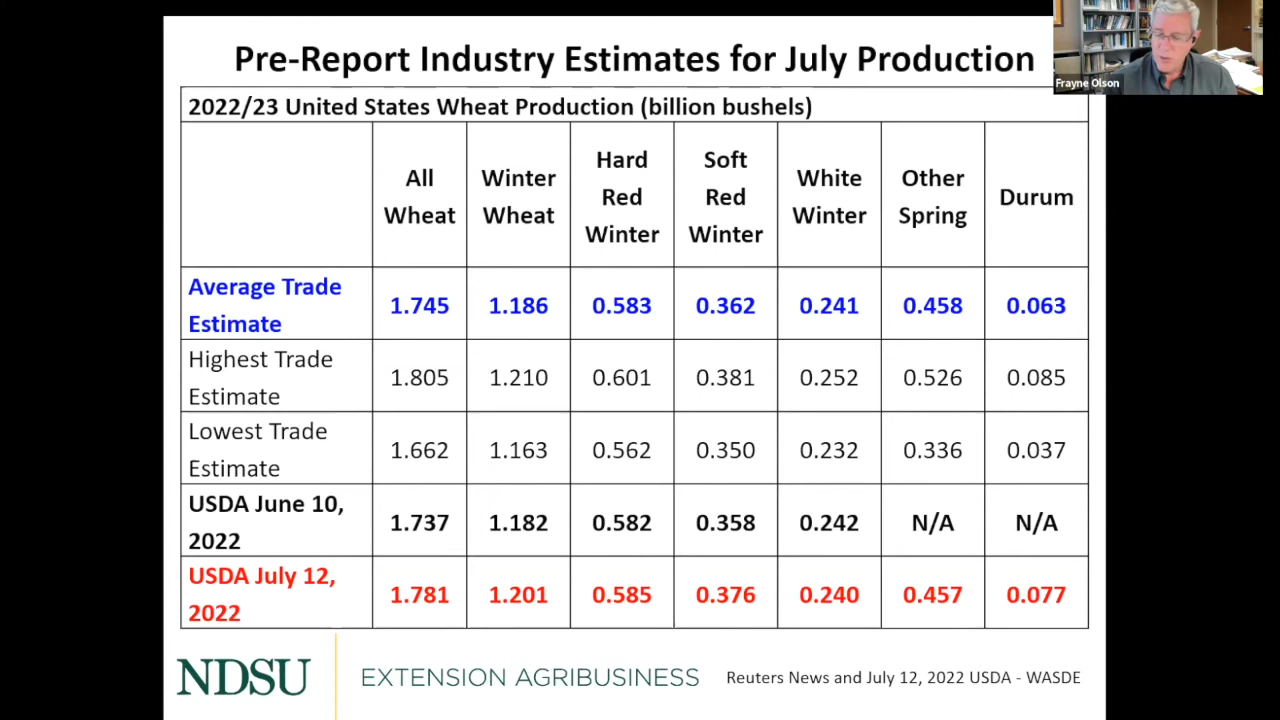 Pre-Report Industry Estimates for July Production
Frayne Olson
2022/23 United States Wheat Production (billion bushels)
All Wheat Winter Wheat Hard Red Winter Soft Red Winter White Winter Other Spring Durum
Average Trade Estimate 1.745 1.186 0.583 0.362 0.241 0.458 0.063
Highest Trade Estimate 1.805 1.210 0.601 0.381 0.252 0.526 0.085
Lowest Trade Estimate 1.662 1.163 0.562 0.350 0.232 0.336 0.037
USDA June 10, 2022 1.737 1.182 0.582 0.358 0.242 N/A N/A
USDA July 12, 2022 1.781 1.201 0.585 0.376 0.240 0.457 0.077
NDSU EXTENSION AGRIBUSINESS Reuters News and July 12, 2022 USDA - WASDE